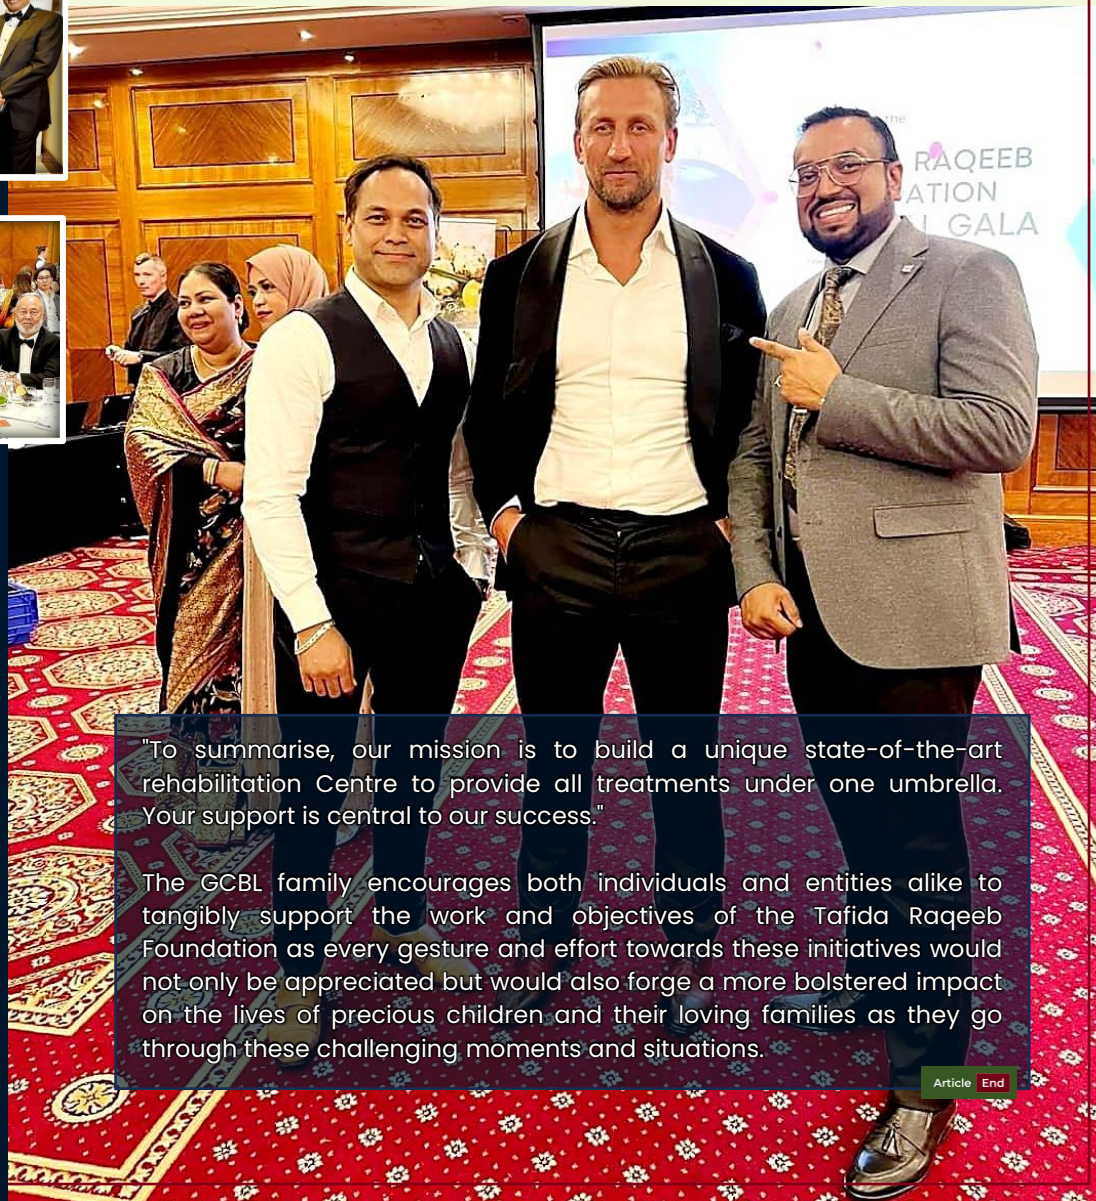 the
RAQEEB
ATION
L GALA
"To summarise, our mission is to build a unique state-of-the-art
rehabilitation Centre to provide all treatments under one umbrella.
Your support is central to our success."
The GCBL family encourages both individuals and entities alike to
tangibly support the work and objectives of the Tafida Raqeeb
Foundation as every gesture and effort towards these initiatives would
not only be appreciated but would also forge a more bolstered impact
on the lives of precious children and their loving families as they go
through these challenging moments and situations.
Article End